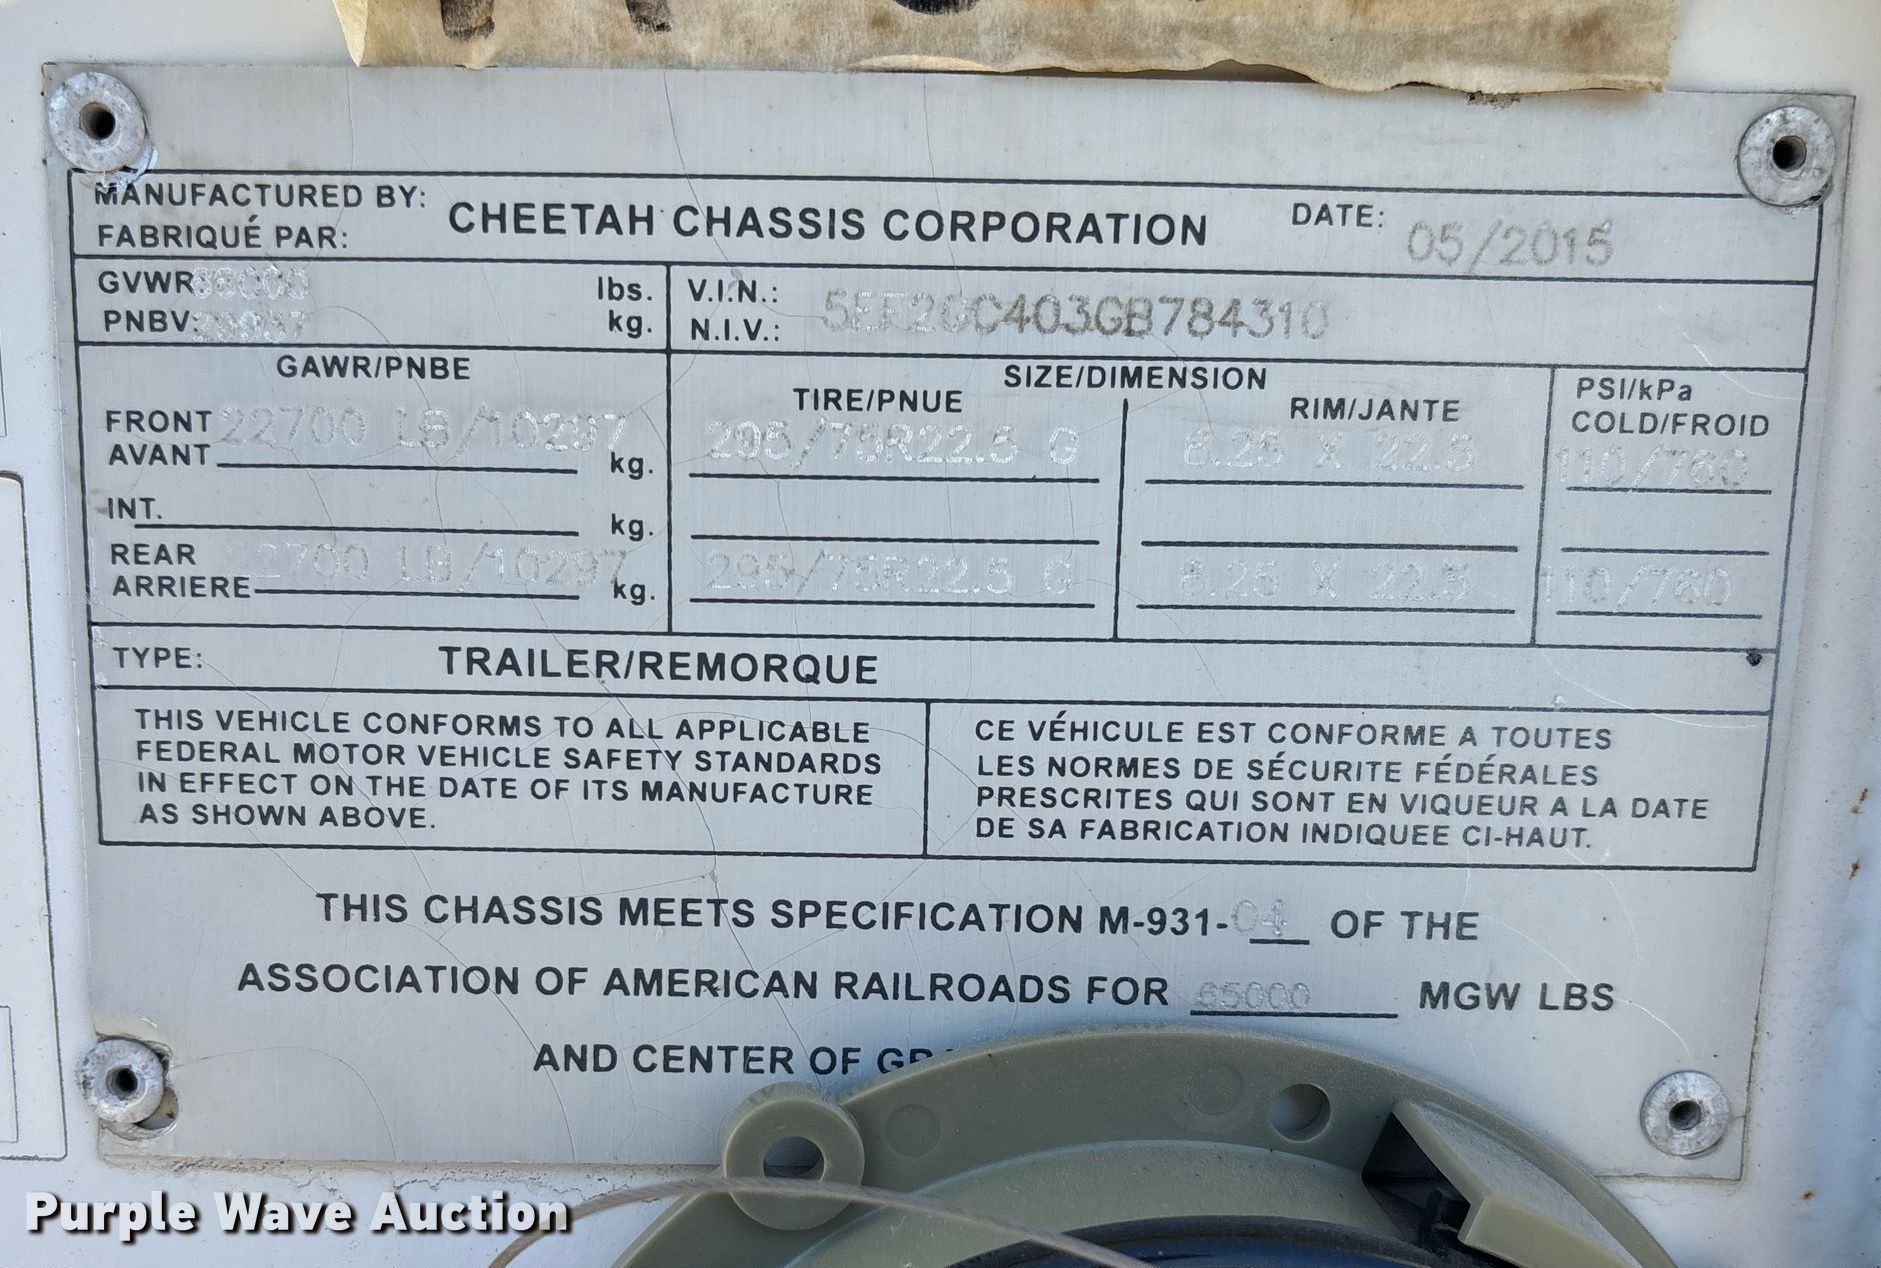 MANUFACTURED BY:
FABRIQUÉ PAR:
CHEETAH CHASSIS CORPORATION
DATE: 05/2015
GVWR lbs.
PNBV: kg.
V.I.N.:
N.I.V.:
GAWR/PNBE
SIZE/DIMENSION
TIRE/PNUE
RIM/JANTE
PSI/kPa
COLD/FROID
FRONT
AVANT
22700 LB/10297 kg.
295/75R22.5 G
8.25 X 22.5
110/760
INT. kg.
REAR
ARRIERE
22700 LB/10297 kg.
295/75R22.5 G
8.25 X 22.5
110/760
TYPE: TRAILER/REMORQUE
THIS VEHICLE CONFORMS TO ALL APPLICABLE
FEDERAL MOTOR VEHICLE SAFETY STANDARDS
IN EFFECT ON THE DATE OF ITS MANUFACTURE
AS SHOWN ABOVE.
CE VÉHICULE EST CONFORME A TOUTES
LES NORMES DE SÉCURITE FÉDÉRALES
PRESCRITES QUI SONT EN VIQUEUR A LA DATE
DE SA FABRICATION INDIQUEE CI-HAUT.
THIS CHASSIS MEETS SPECIFICATION M-931-04 OF THE
ASSOCIATION OF AMERICAN RAILROADS FOR 65000 MGW LBS
AND CENTER OF
Purple Wave Auction